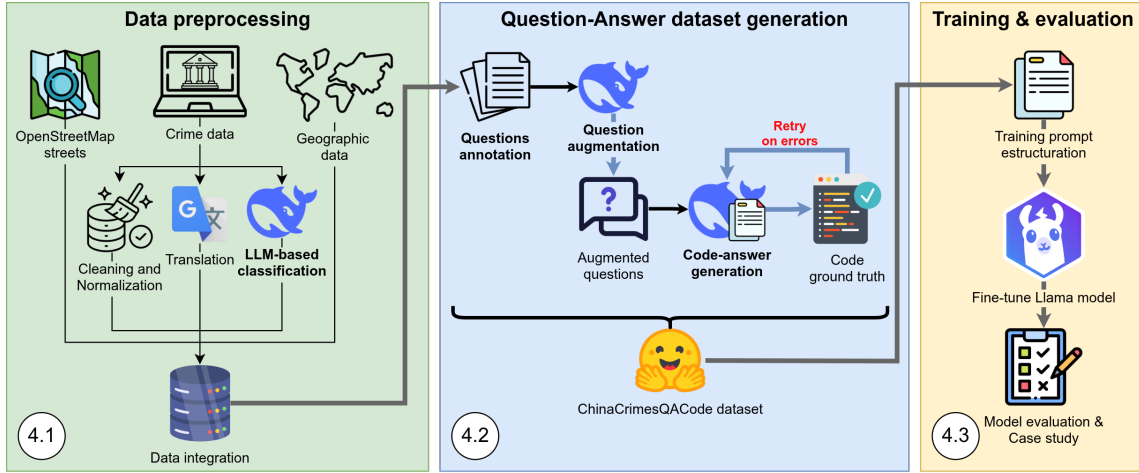 Data preprocessing
OpenStreetMap
streets
Crime data
Geographic
data
G
文
Cleaning and
Normalization
Translation
LLM-based
classification
Data integration
4.1
Question-Answer dataset generation
Questions
annotation
Question
augmentation
Retry
on errors
?
Augmented
questions
Code-answer
generation
Code
ground truth
ChinaCrimesQACode dataset
4.2
Training & evaluation
Training prompt
estructuration
Fine-tune Llama model
Model evaluation &
Case study
4.3